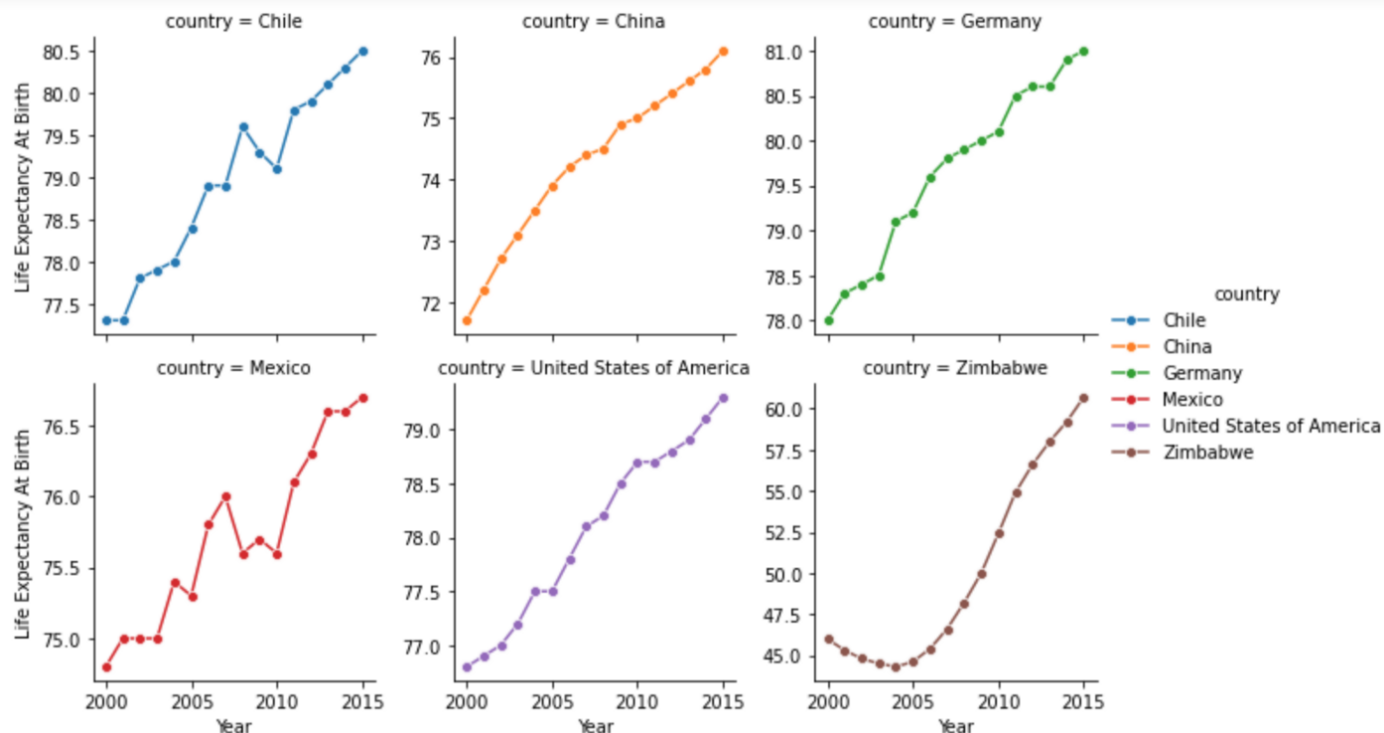 country = Chile
country = China
country = Germany
Life Expectancy At Birth
80.5
80.0
79.5
79.0
78.5
78.0
77.5
76
75
74
73
72
81.0
80.5
80.0
79.5
79.0
78.5
78.0
country
Chile
China
Germany
Mexico
United States of America
Zimbabwe
country = Mexico
country = United States of America
country = Zimbabwe
Life Expectancy At Birth
76.5
76.0
75.5
75.0
79.0
78.5
78.0
77.5
77.0
60.0
57.5
55.0
52.5
50.0
47.5
45.0
2000 2005 2010 2015
Year
2000 2005 2010 2015
Year
2000 2005 2010 2015
Year